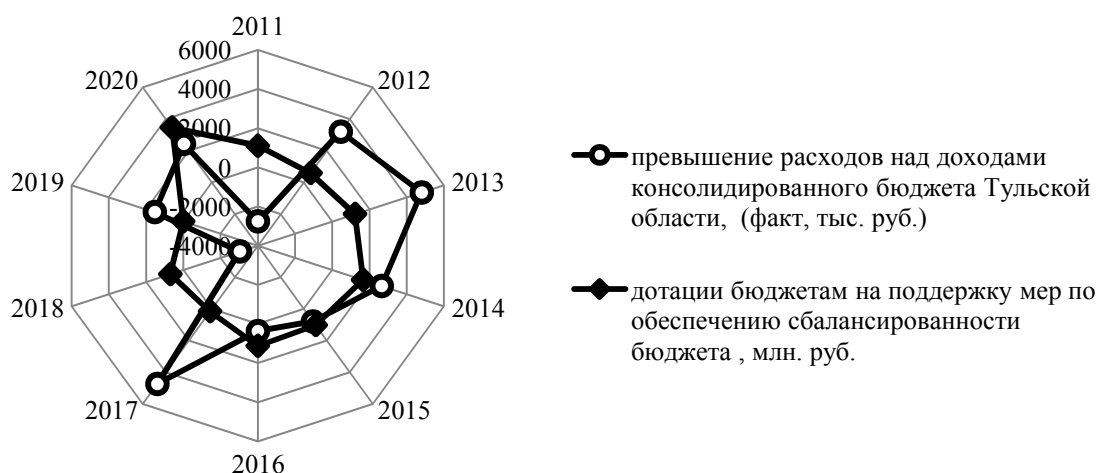 2011
6000
2020
2012
4000
2000
2019
0
2013
-2000
-4000
2018
2014
2017
2015
2016
превышение расходов над доходами
консолидированного бюджета Тульской
области, (факт, тыс. руб.)
дотации бюджетам на поддержку мер по
обеспечению сбалансированности
бюджета , млн. руб.